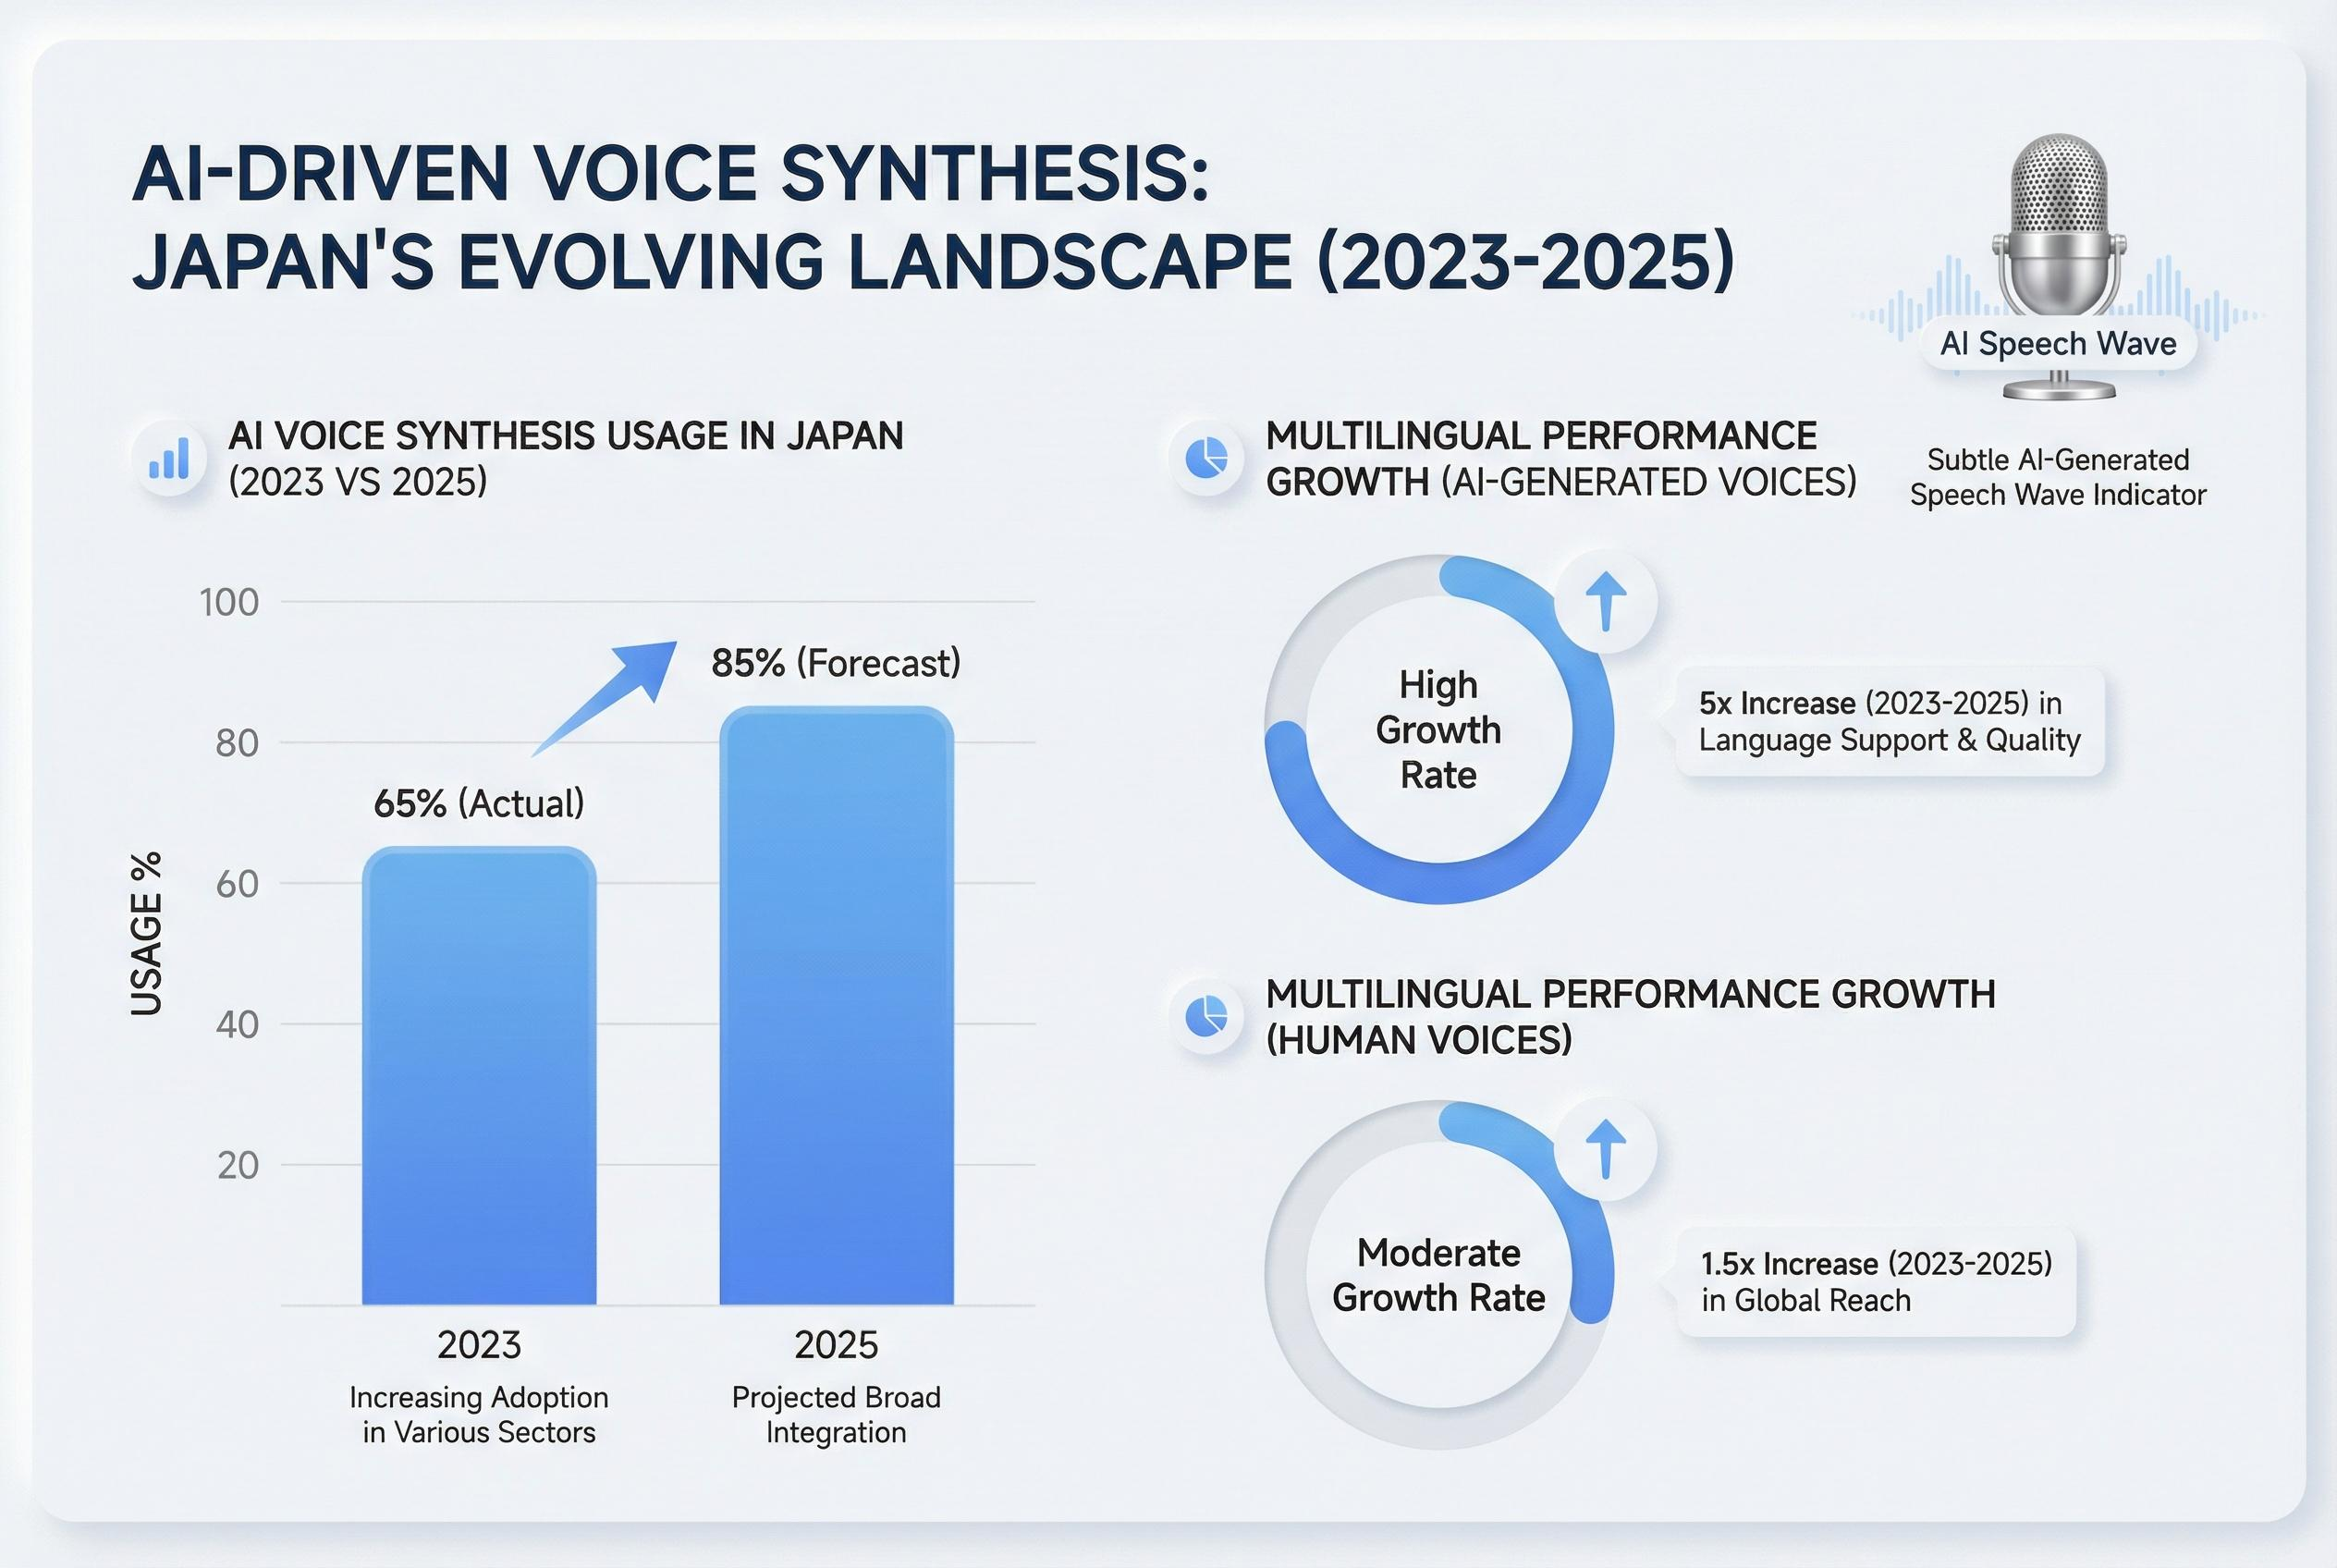 AI-DRIVEN VOICE SYNTHESIS:
JAPAN'S EVOLVING LANDSCAPE (2023-2025)
AI Speech Wave
Subtle AI-Generated
Speech Wave Indicator
AI VOICE SYNTHESIS USAGE IN JAPAN
(2023 VS 2025)
USAGE %
100
80
60
40
20
65% (Actual)
85% (Forecast)
2023
Increasing Adoption
in Various Sectors
2025
Projected Broad
Integration
MULTILINGUAL PERFORMANCE
GROWTH (AI-GENERATED VOICES)
High
Growth
Rate
5x Increase (2023-2025) in
Language Support & Quality
MULTILINGUAL PERFORMANCE GROWTH
(HUMAN VOICES)
Moderate
Growth Rate
1.5x Increase (2023-2025)
in Global Reach